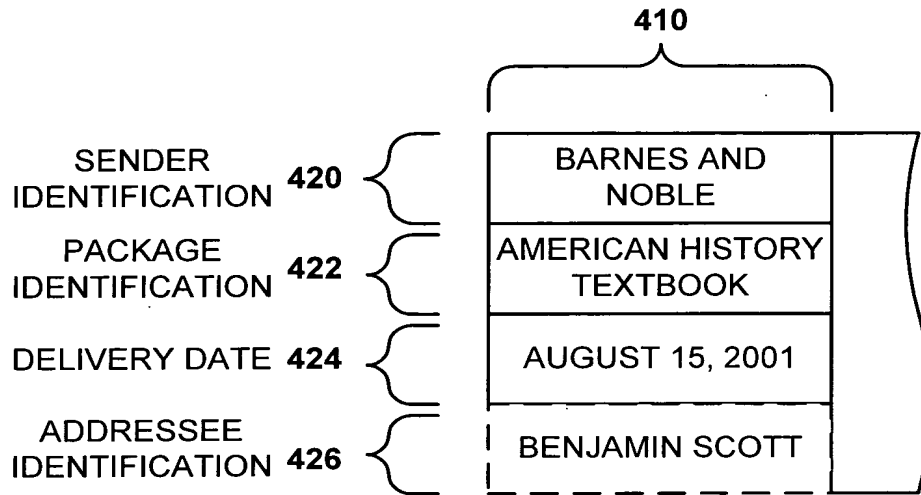 410
SENDER
IDENTIFICATION 420
BARNES AND
NOBLE
PACKAGE
IDENTIFICATION 422
AMERICAN HISTORY
TEXTBOOK
DELIVERY DATE 424
AUGUST 15, 2001
ADDRESSEE
IDENTIFICATION 426
BENJAMIN SCOTT